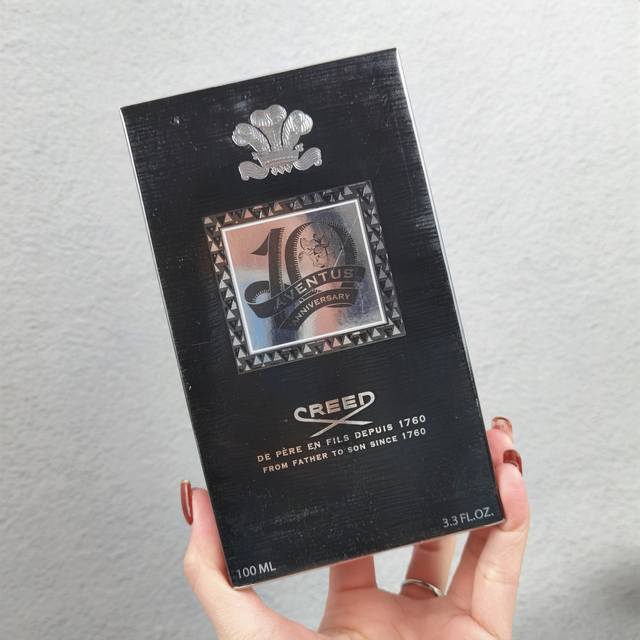 10
AVENTUS
ANNIVERSARY
CREED
DE PÈRE EN FILS DEPUIS 1760
FROM FATHER TO SON SINCE 1760
100 ML
3.3 FL.OZ.